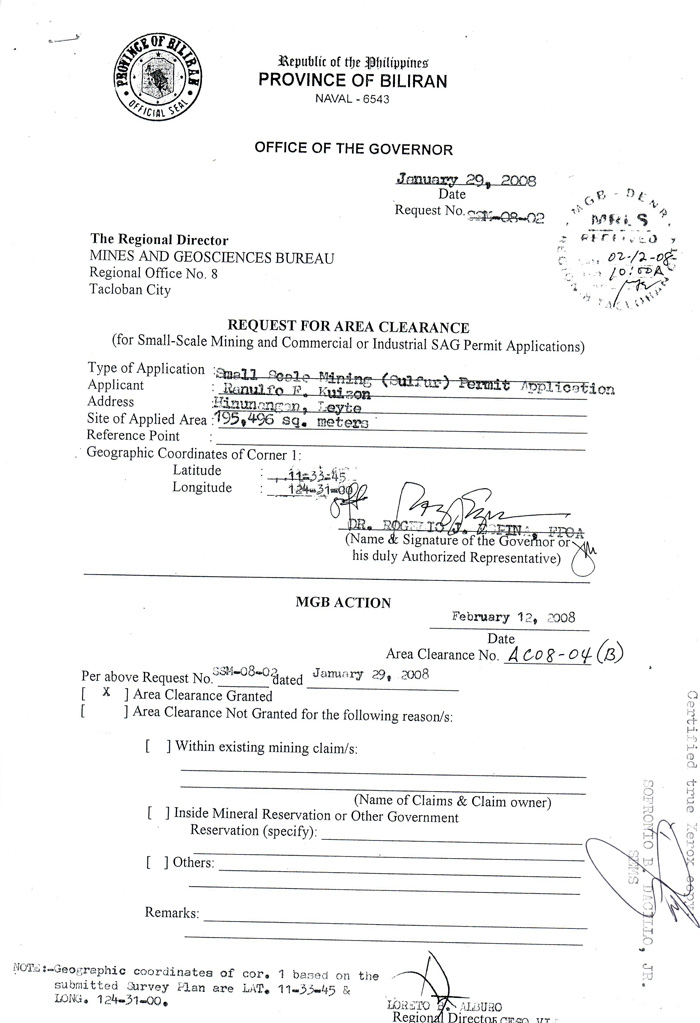 PROVINCE OF BILIRAN
OFFICIAL SEAL
Republic of the Philippines
PROVINCE OF BILIRAN
NAVAL - 6543
OFFICE OF THE GOVERNOR
January 29, 2008
Date
Request No. SSM-08-02
MGB - DENR
MRLS
RECEIVED
02-12-08
10:00A
REGION 8 TACLOBAN CITY
The Regional Director
MINES AND GEOSCIENCES BUREAU
Regional Office No. 8
Tacloban City
REQUEST FOR AREA CLEARANCE
(for Small-Scale Mining and Commercial or Industrial SAG Permit Applications)
Type of Application : Small Scale Mining (Sulfur) Permit Application
Applicant : Ranulfo F. Kuizon
Address : Hinunangan, Leyte
Site of Applied Area : 195,496 sq. meters
Reference Point :
Geographic Coordinates of Corner 1:
Latitude : 11-33-45
Longitude : 124-31-00
DR. ROGELIO J. ESPINA, FPOA
(Name & Signature of the Governor or
his duly Authorized Representative)
MGB ACTION
February 12, 2008
Date
Area Clearance No. AC08-04 (B)
Per above Request No. SSM-08-02 dated January 29, 2008
[ X ] Area Clearance Granted
[ ] Area Clearance Not Granted for the following reason/s:
[ ] Within existing mining claim/s:
(Name of Claims & Claim owner)
[ ] Inside Mineral Reservation or Other Government
Reservation (specify):
[ ] Others:
Remarks:
NOTE:-Geographic coordinates of cor. 1 based on the
submitted Survey Plan are LAT. 11-33-45 &
LONG. 124-31-00.
LORETO B. ALBURO
Regional Director, CESO VI
Certified true Xerox copy
SOFRONIO B. JR.
SEMS